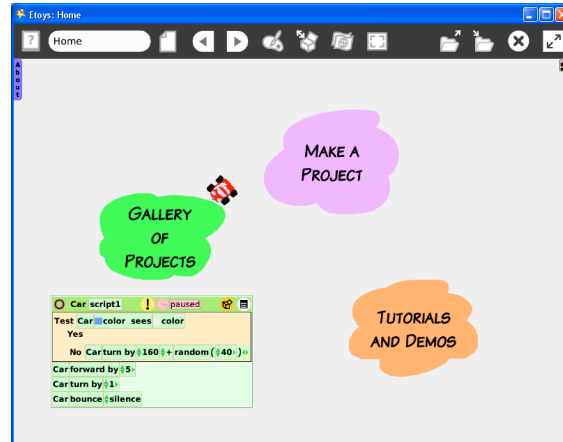 Etoys: Home
? Home
About
MAKE A
PROJECT
GALLERY
OF
PROJECTS
Car script1 ! paused
Test Car color sees color
Yes
No Car turn by 160 + random ( 40 )
Car forward by 5
Car turn by 1
Car bounce silence
TUTORIALS
AND DEMOS